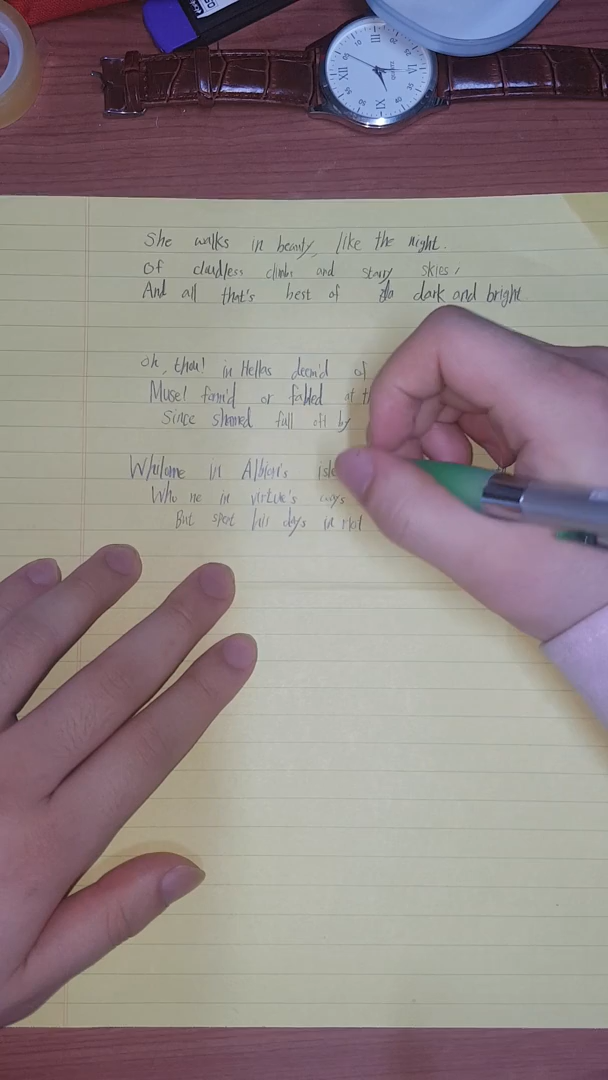 She walks in beauty, like the night.
Of cloudless climbs and starry skies,
And all that's best of dark and bright
Oh, thou! in Hellas deem'd of
Muse! form'd or fabled at th
Since shamed full oft by
Whilome in Albion's isle
Who ne in virtue's ways
But spent his days in riot